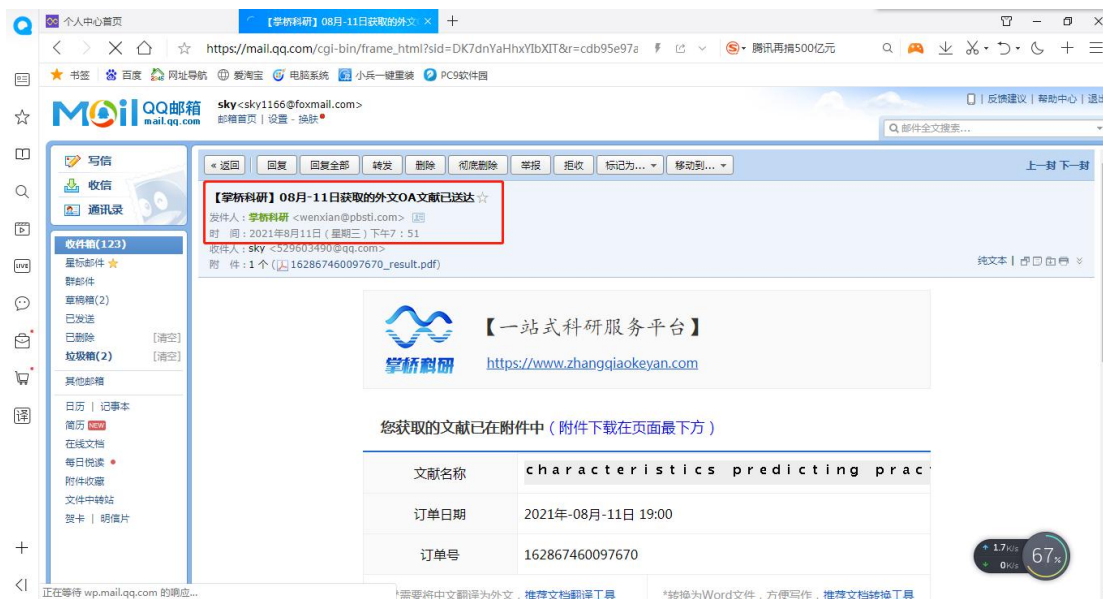 个人中心首页
【掌桥科研】08月-11日获取的外文
https://mail.qq.com/cgi-bin/frame_html?sid=DK7dnYaHhxYIbXIT&r=cdb95e97a
腾讯再捐500亿元
书签 百度 网址导航 爱淘宝 电脑系统 小兵一键重装 PC9软件园
MOil QQ邮箱
mail.qq.com
sky<sky1166@foxmail.com>
邮箱首页 | 设置 - 换肤
反馈建议 | 帮助中心 | 退出
邮件全文搜索...
写信
收信
通讯录
收件箱(123)
星标邮件
群邮件
草稿箱(2)
已发送
已删除 [清空]
垃圾箱(2) [清空]
其他邮箱
日历 | 记事本
简历 NEW
在线文档
每日悦读
附件收藏
文件中转站
贺卡 | 明信片
LIVE
译
正在等待 wp.mail.qq.com 的响应...
« 返回 回复 回复全部 转发 删除 彻底删除 举报 拒收 标记为... 移动到...
上一封 下一封
【掌桥科研】08月-11日获取的外文OA文献已送达☆
发件人：掌桥科研 <wenxian@pbsti.com>
时 间：2021年8月11日 (星期三) 下午7：51
收件人：sky <529603490@qq.com>
附 件：1 个 (162867460097670_result.pdf)
纯文本 |
掌桥科研
【一站式科研服务平台】
https://www.zhangqiaokeyan.com
您获取的文献已在附件中（附件下载在页面最下方）
文献名称 characteristics predicting prac
订单日期 2021年-08月-11日 19:00
订单号 162867460097670
*需要将中文翻译为外文，推荐文档翻译工具
*转换为Word文件，方便写作，推荐文档转换工具
1.7K/s
0K/s
67%